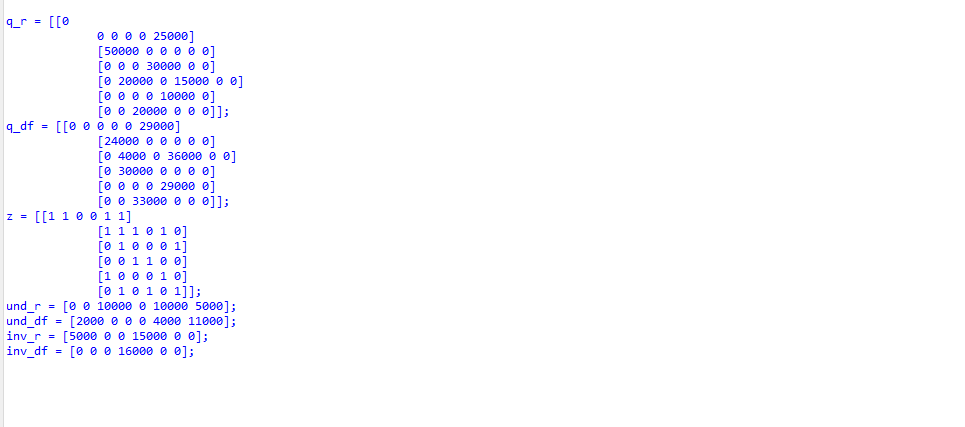 q_r = [[0
0 0 0 0 25000]
[50000 0 0 0 0 0]
[0 0 0 30000 0 0]
[0 20000 0 15000 0 0]
[0 0 0 0 10000 0]
[0 0 20000 0 0 0]];
q_df = [[0 0 0 0 0 29000]
[24000 0 0 0 0 0]
[0 4000 0 36000 0 0]
[0 30000 0 0 0 0]
[0 0 0 0 29000 0]
[0 0 33000 0 0 0]];
z = [[1 1 0 0 1 1]
[1 1 1 0 1 0]
[0 1 0 0 0 1]
[0 0 1 1 0 0]
[1 0 0 0 1 0]
[0 1 0 1 0 1]];
und_r = [0 0 10000 0 10000 5000];
und_df = [2000 0 0 0 4000 11000];
inv_r = [5000 0 0 15000 0 0];
inv_df = [0 0 0 16000 0 0];